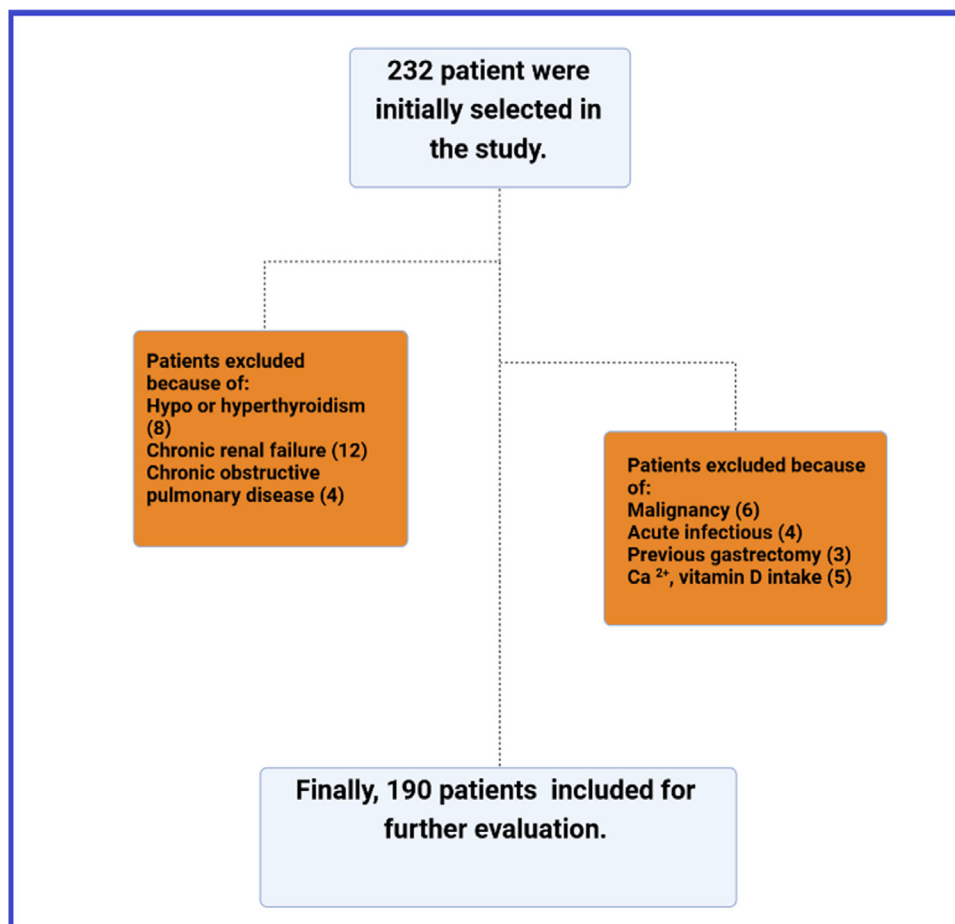 232 patient were
initially selected in
the study.
Patients excluded
because of:
Hypo or hyperthyroidism
(8)
Chronic renal failure (12)
Chronic obstructive
pulmonary disease (4)
Patients excluded because
of:
Malignancy (6)
Acute infectious (4)
Previous gastrectomy (3)
Ca ²⁺, vitamin D intake (5)
Finally, 190 patients  included for
further evaluation.